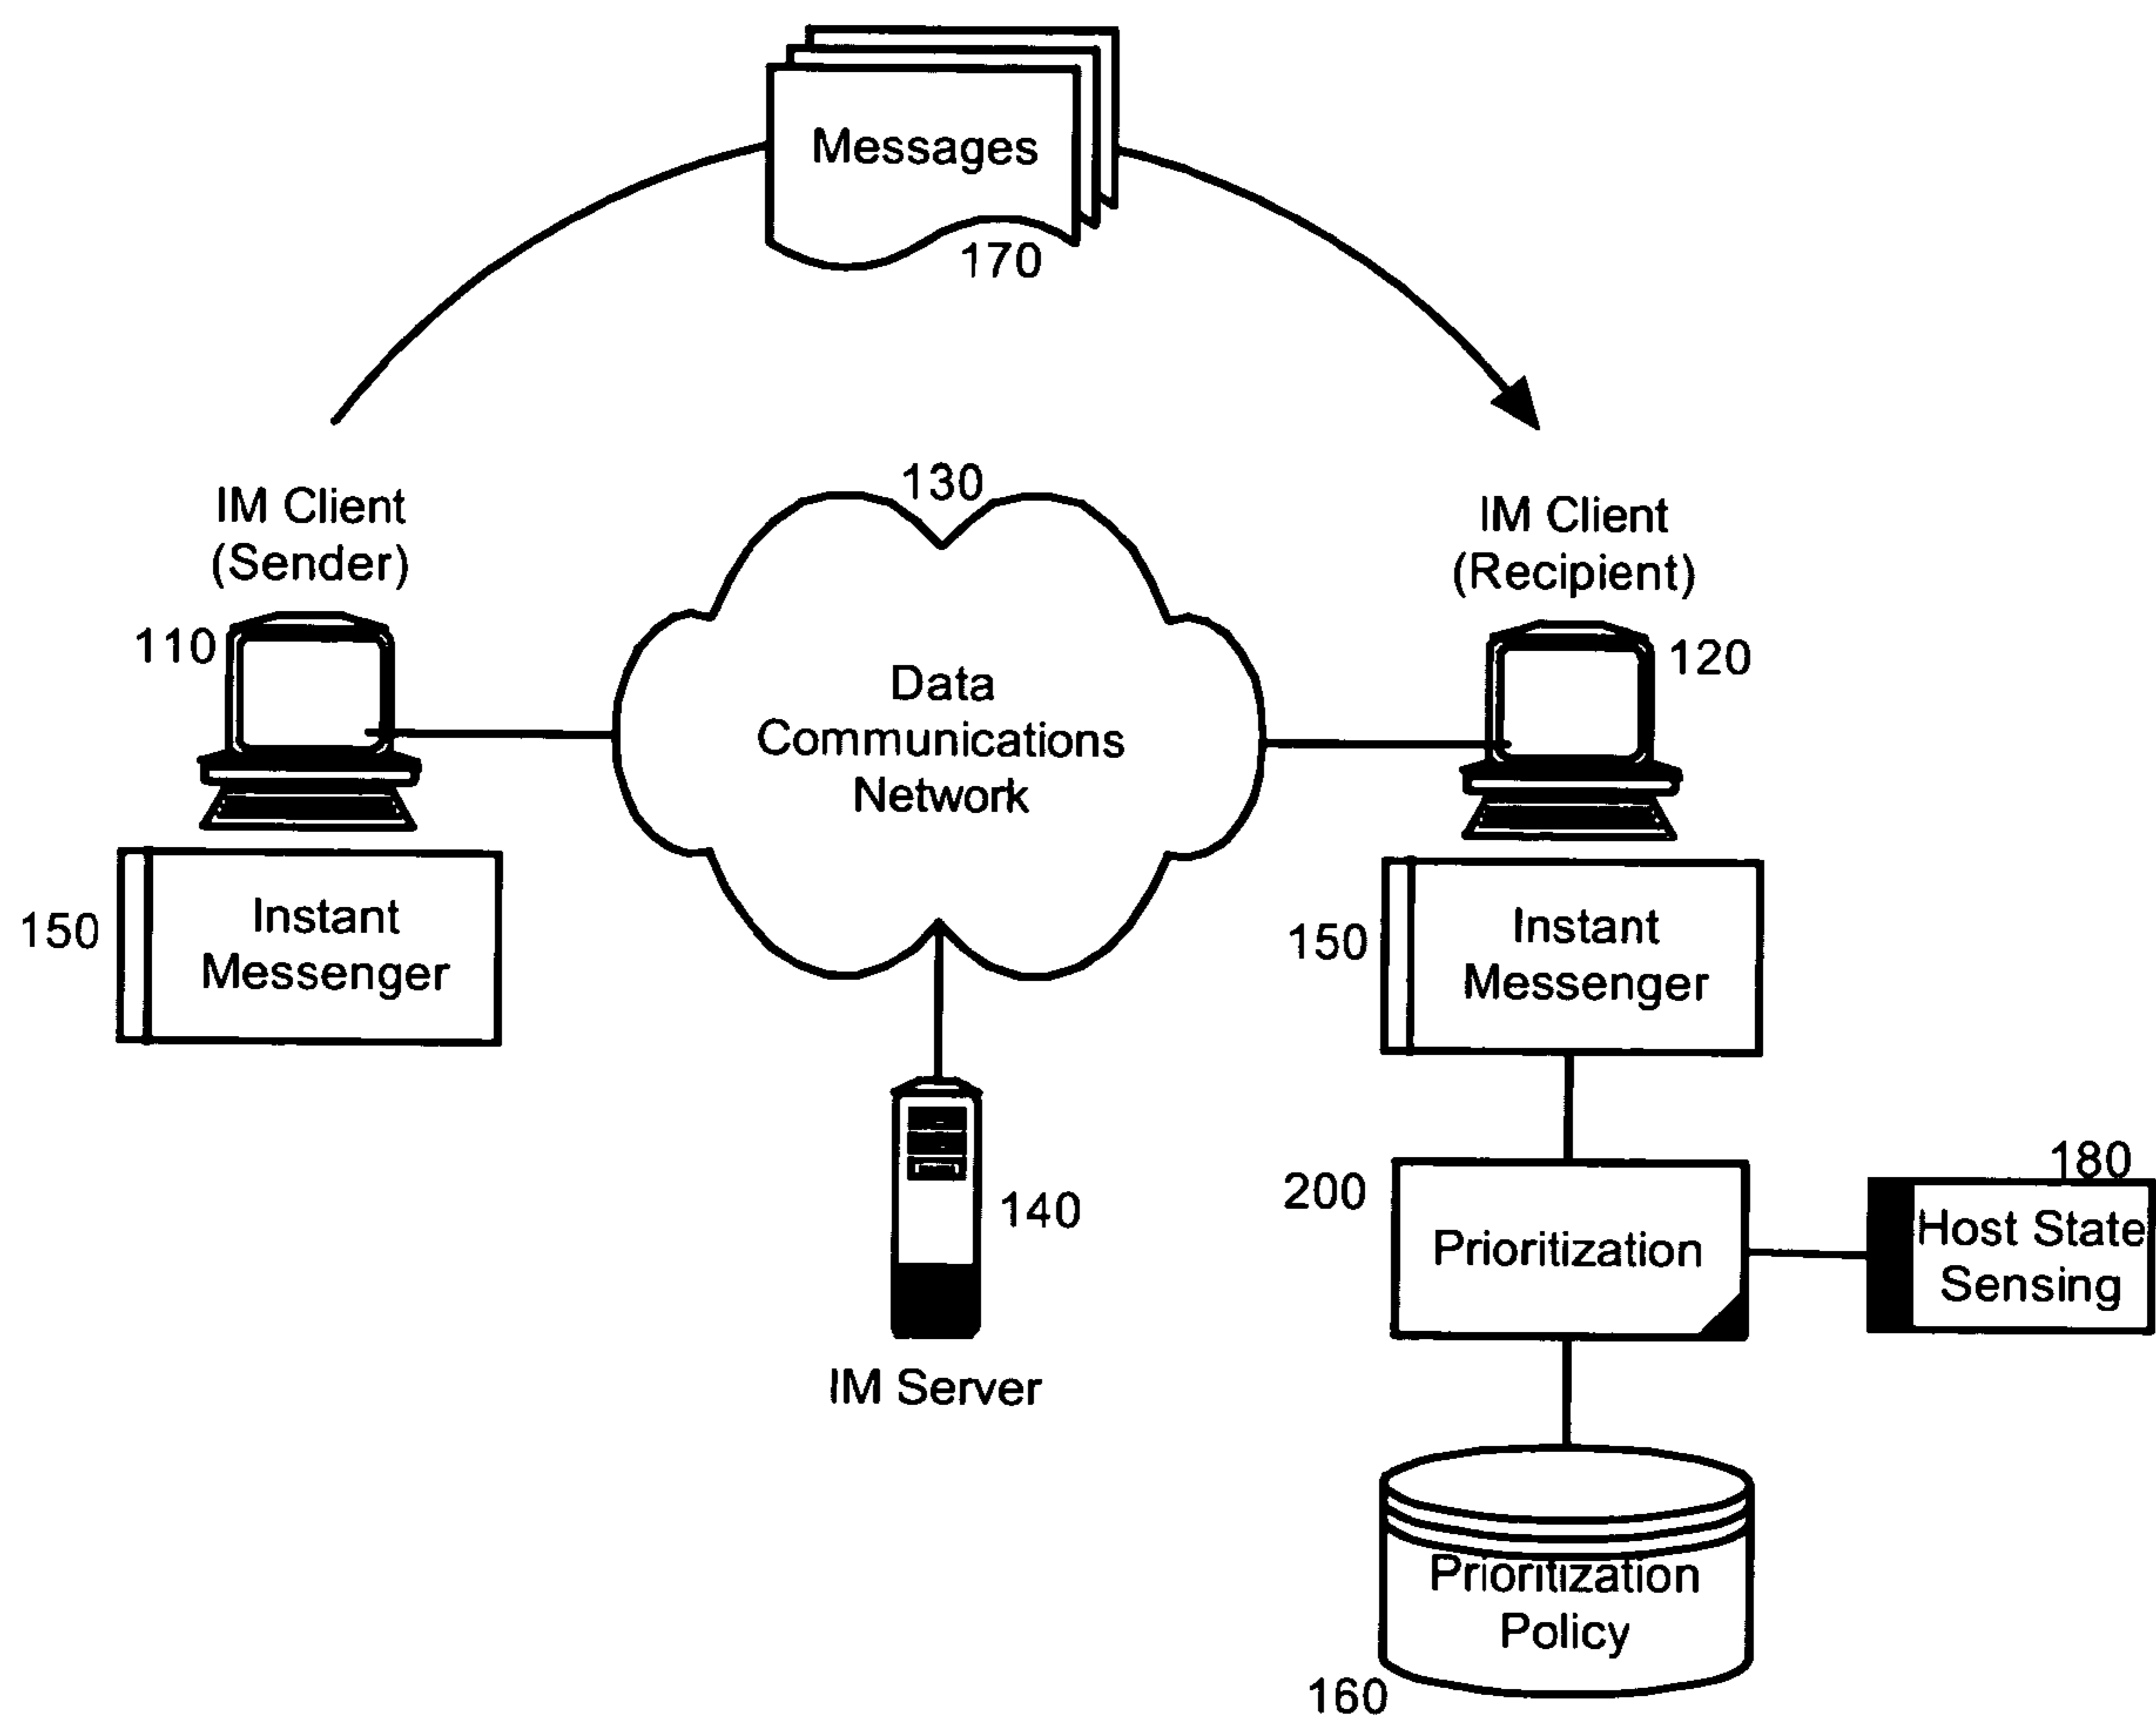 Messages
170
130
IM Client
(Sender)
IM Client
(Recipient)
110
120
Data
Communications
Network
150
Instant
Messenger
150
Instant
Messenger
140
IM Server
200
Prioritization
180
Host State
Sensing
Prioritization
Policy
160